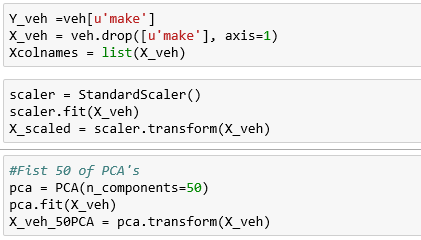 Y_veh =veh[u'make']
X_veh = veh.drop([u'make'], axis=1)
Xcolnames = list(X_veh)
scaler = StandardScaler()
scaler.fit(X_veh)
X_scaled = scaler.transform(X_veh)
#Fist 50 of PCA's
pca = PCA(n_components=50)
pca.fit(X_veh)
X_veh_50PCA = pca.transform(X_veh)